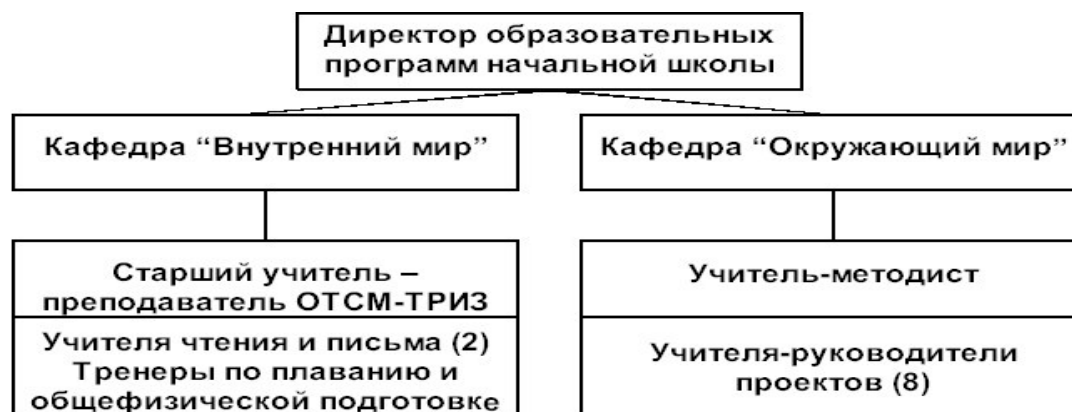 Директор образовательных
программ начальной школы
Кафедра “Внутренний мир”
Кафедра “Окружающий мир”
Старший учитель –
преподаватель ОТСМ-ТРИЗ
Учитель-методист
Учителя чтения и письма (2)
Тренеры по плаванию и
общефизической подготовке
Учителя-руководители
проектов (8)